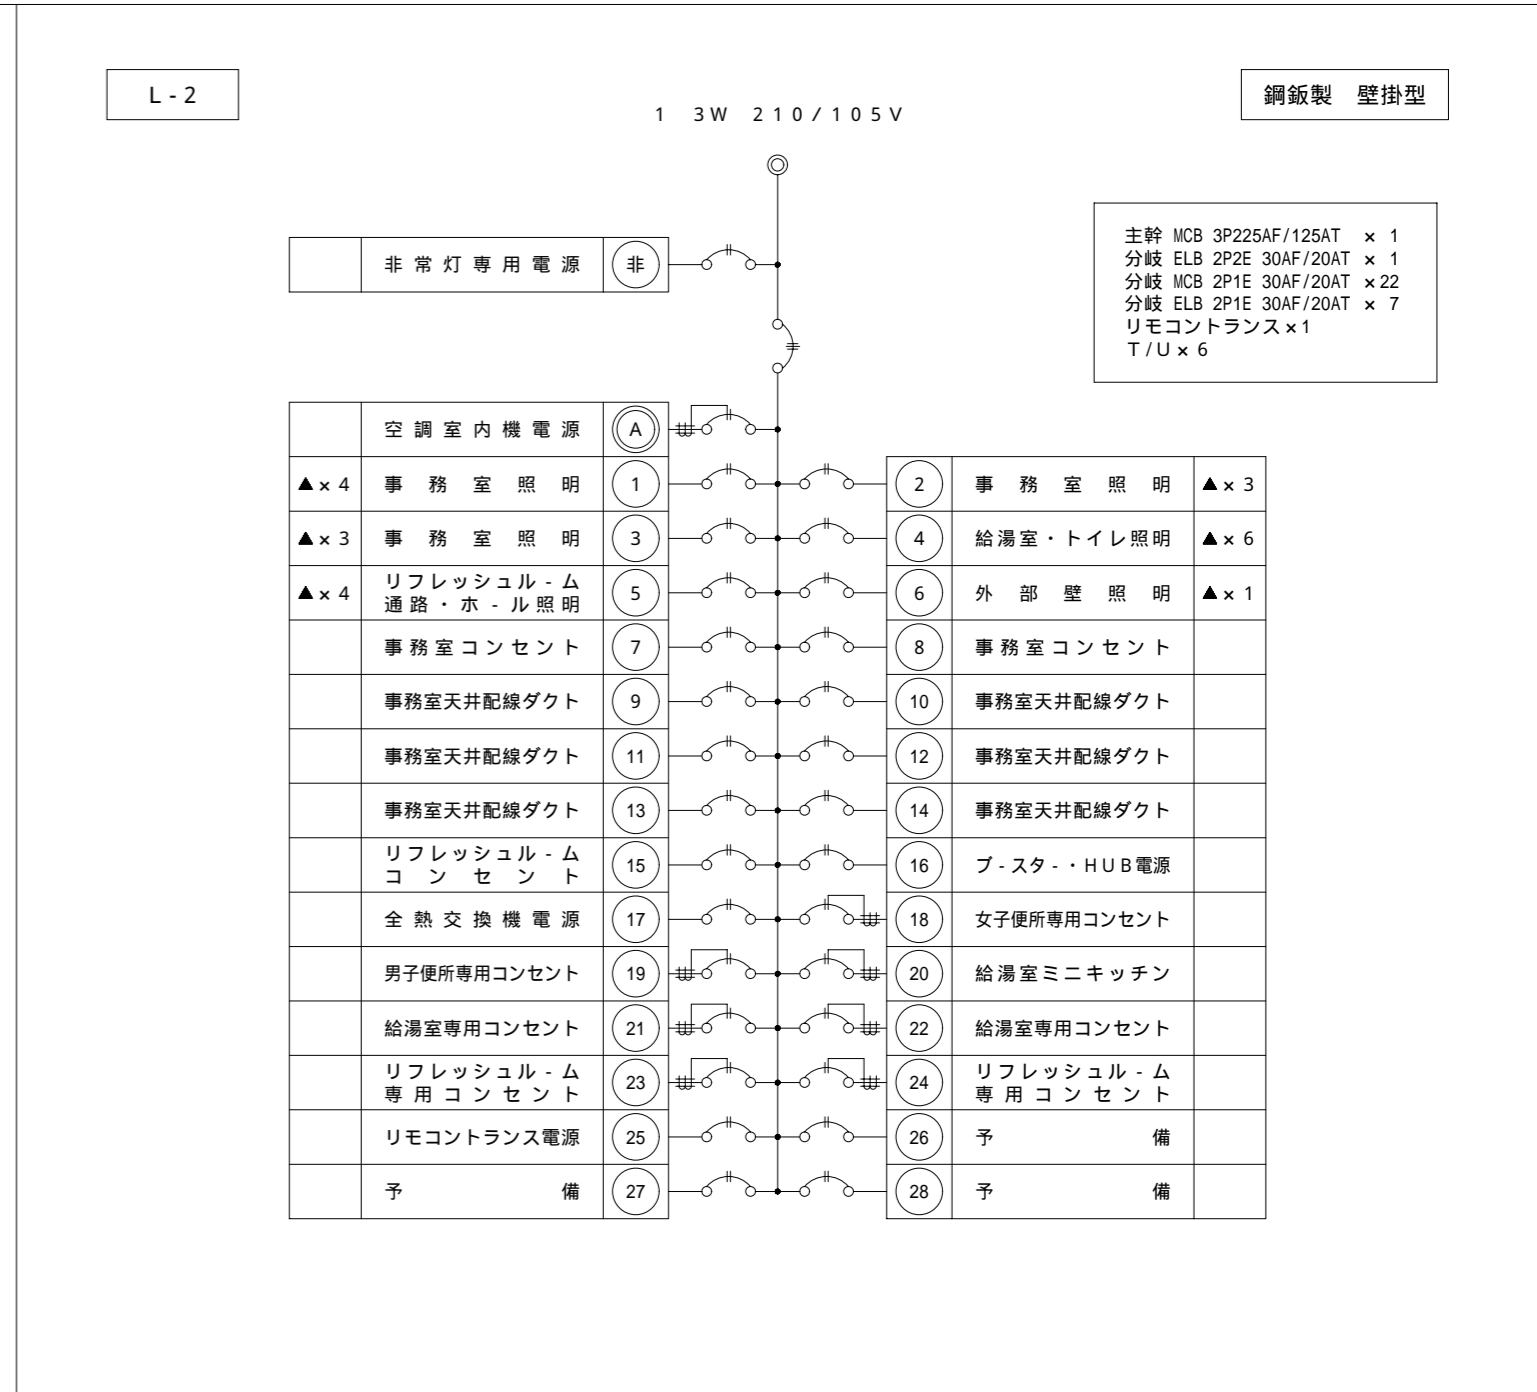 L-2
鋼鈑製 壁掛型
1 3W 210/105V
主幹 MCB 3P225AF/125AT × 1
分岐 ELB 2P2E 30AF/20AT × 1
分岐 MCB 2P1E 30AF/20AT ×22
分岐 ELB 2P1E 30AF/20AT × 7
リモコントランス×1
T/U×6
非常灯専用電源 非
空調室内機電源 A
▲×4 事務室照明 1 2 事務室照明 ▲×3
▲×3 事務室照明 3 4 給湯室・トイレ照明 ▲×6
リフレッシュル-ム
▲×4 通路・ホ-ル照明 5 6 外部壁照明 ▲×1
事務室コンセント 7 8 事務室コンセント
事務室天井配線ダクト 9 10 事務室天井配線ダクト
事務室天井配線ダクト 11 12 事務室天井配線ダクト
事務室天井配線ダクト 13 14 事務室天井配線ダクト
リフレッシュル-ム
コンセント 15 16 ブ-スタ-・HUB電源
全熱交換機電源 17 18 女子便所専用コンセント
男子便所専用コンセント 19 20 給湯室ミニキッチン
給湯室専用コンセント 21 22 給湯室専用コンセント
リフレッシュル-ム リフレッシュル-ム
専用コンセント 23 24 専用コンセント
リモコントランス電源 25 26 予備
予備 27 28 予備